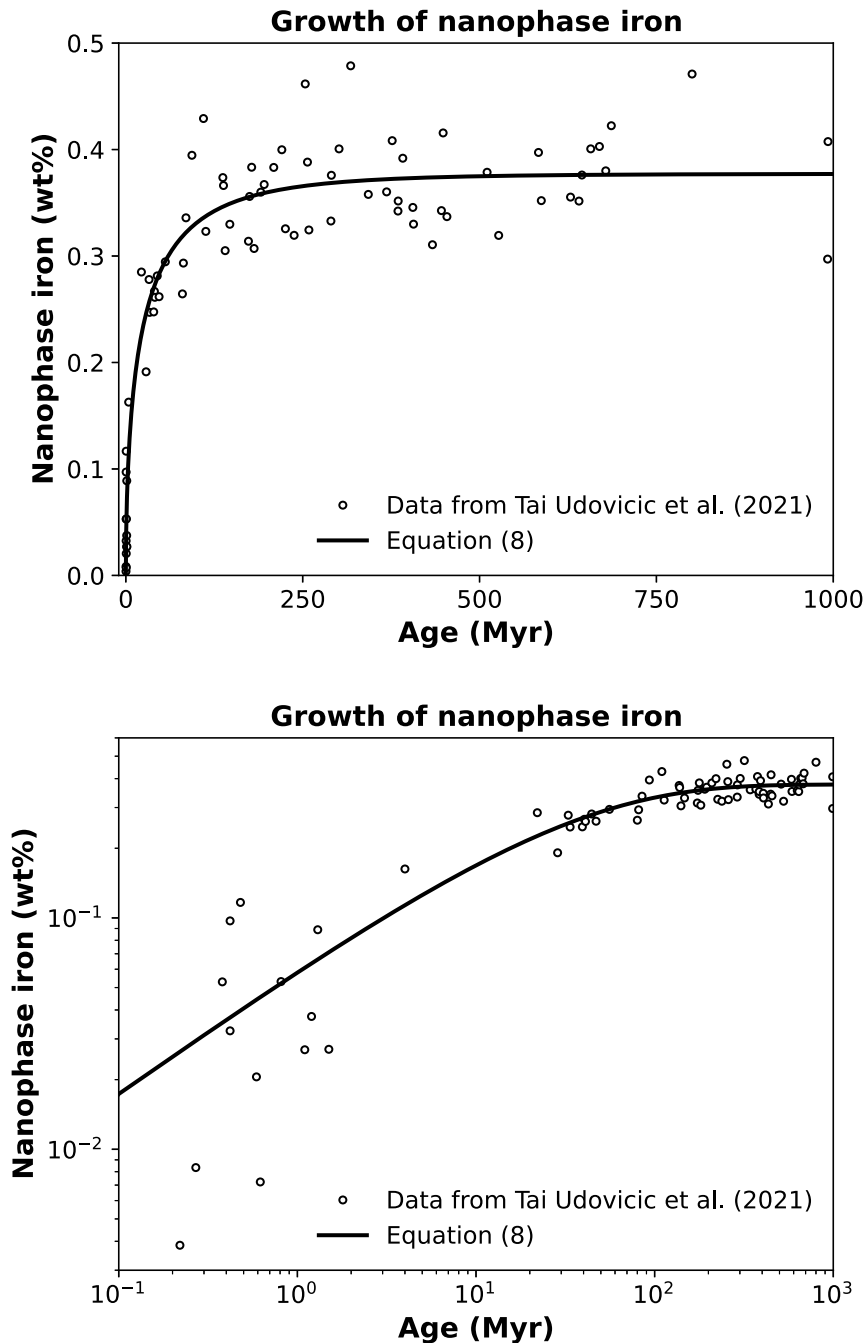 Growth of nanophase iron
Nanophase iron (wt%)
0.5
0.4
0.3
0.2
0.1
0.0
Data from Tai Udovicic et al. (2021)
Equation (8)
0
250
500
750
1000
Age (Myr)
Growth of nanophase iron
Nanophase iron (wt%)
10⁻¹
10⁻²
Data from Tai Udovicic et al. (2021)
Equation (8)
10⁻¹
10⁰
10¹
10²
10³
Age (Myr)